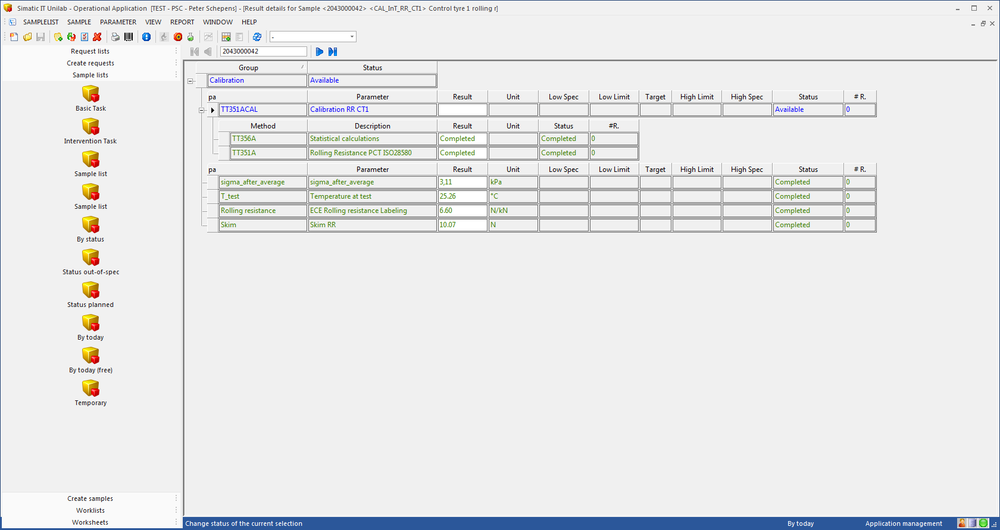 Simatic IT Unilab - Operational Application [TEST - PSC - Peter Schepens] - [Result details for Sample <2043000042> <CAL_InT_RR_CT1> Control tyre 1 rolling r]
SAMPLELIST SAMPLE PARAMETER VIEW REPORT WINDOW HELP
-
Request lists
Create requests
Sample lists
Basic Task
Intervention Task
Sample list
Sample list
By status
Status out-of-spec
Status planned
By today
By today (free)
Temporary
Create samples
Worklists
Worksheets
2043000042
Group Status
Calibration Available
pa Parameter Result Unit Low Spec Low Limit Target High Limit High Spec Status # R.
TT351ACAL Calibration RR CT1 Available 0
Method Description Result Unit Status #R.
TT356A Statistical calculations Completed Completed 0
TT351A Rolling Resistance PCT ISO28580 Completed Completed 0
pa Parameter Result Unit Low Spec Low Limit Target High Limit High Spec Status # R.
sigma_after_average sigma_after_average 3,11 kPa Completed 0
T_test Temperature at test 25.26 °C Completed 0
Rolling resistance ECE Rolling resistance Labeling 6.60 N/kN Completed 0
Skim Skim RR 10.07 N Completed 0
Change status of the current selection By today Application management